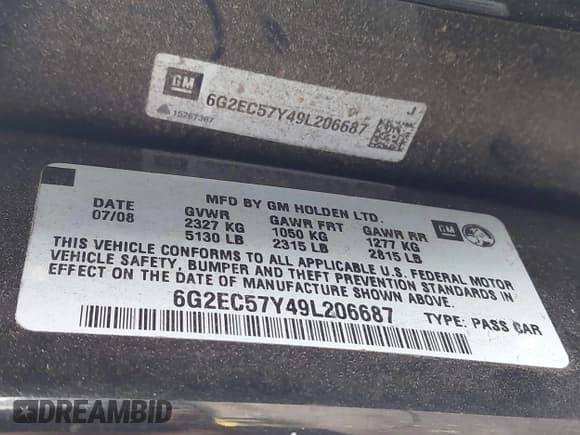 GM
6G2EC57Y49L206687
J
15267367
MFD BY GM HOLDEN LTD.
DATE GVWR GAWR FRT GAWR RR
07/08 2327 KG 1050 KG 1277 KG
5130 LB 2315 LB 2815 LB
GM
THIS VEHICLE CONFORMS TO ALL APPLICABLE U.S. FEDERAL MOTOR
VEHICLE SAFETY, BUMPER AND THEFT PREVENTION STANDARDS IN
EFFECT ON THE DATE OF MANUFACTURE SHOWN ABOVE.
6G2EC57Y49L206687 TYPE: PASS CAR
DREAMBID